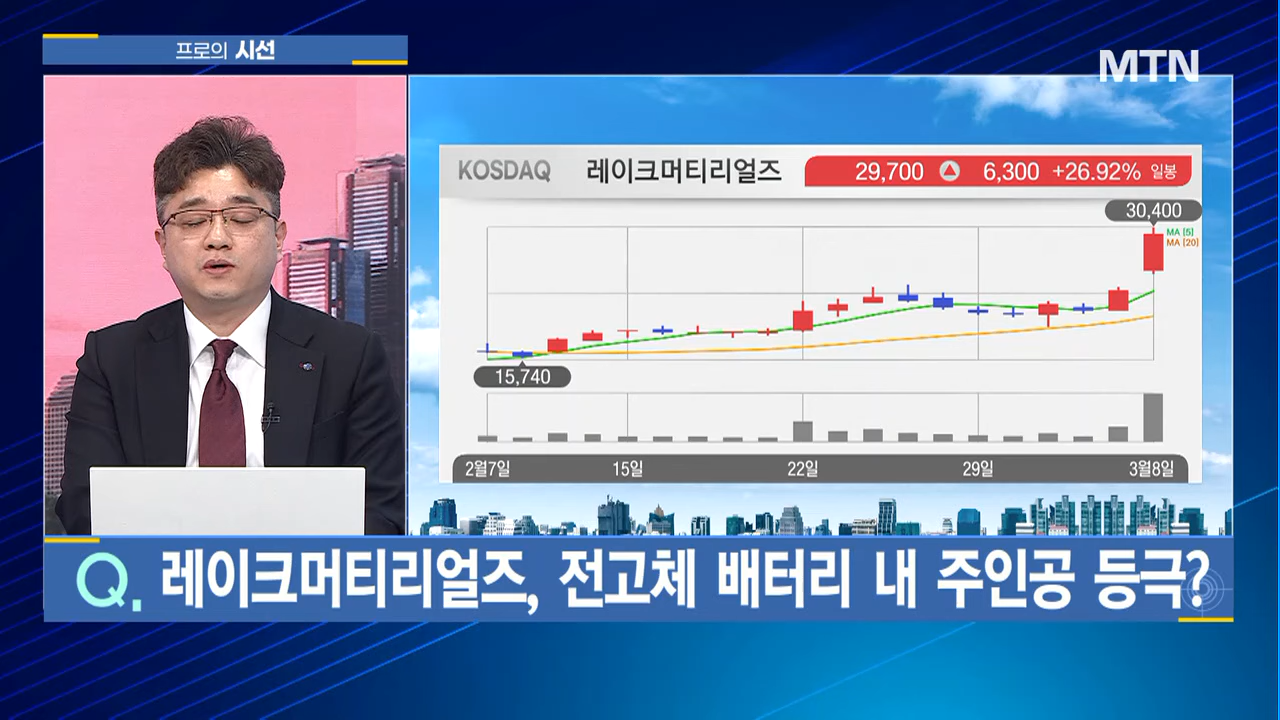 프로의 시선
MTN
KOSDAQ 레이크머티리얼즈 29,700 6,300 +26.92% 일봉
30,400
MA [5]
MA [20]
15,740
2월7일 15일 22일 29일 3월8일
Q. 레이크머티리얼즈, 전고체 배터리 내 주인공 등극?